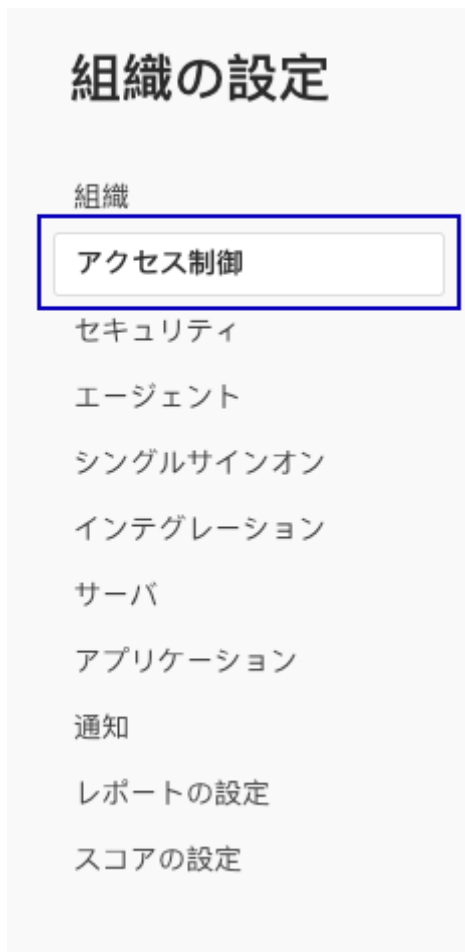 組織の設定
組織
アクセス制御
セキュリティ
エージェント
シングルサインオン
インテグレーション
サーバ
アプリケーション
通知
レポートの設定
スコアの設定